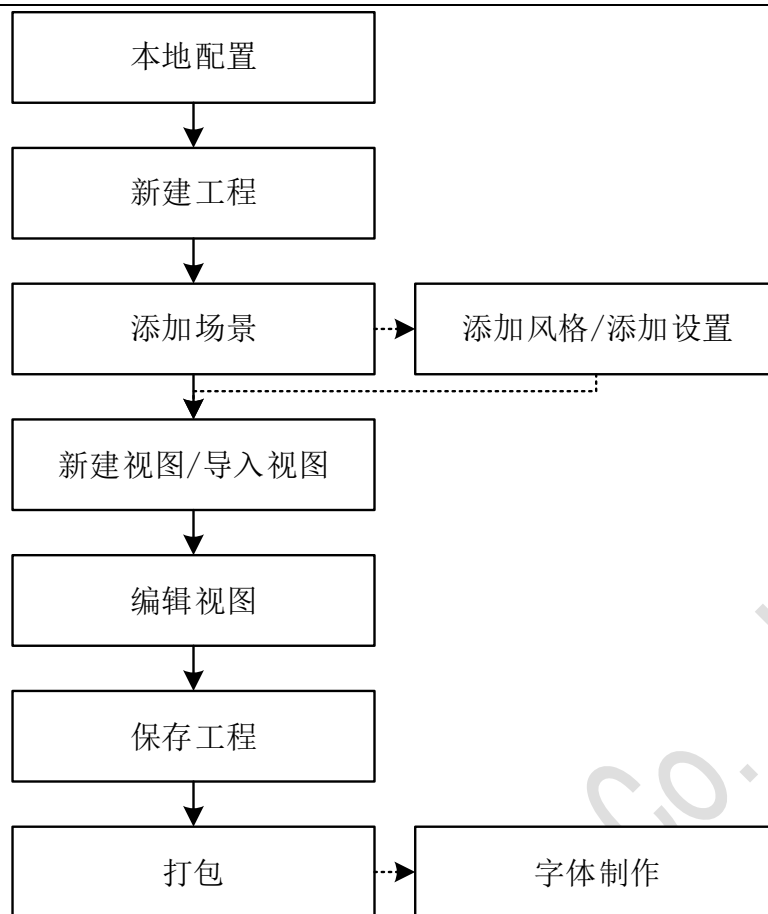 本地配置
新建工程
添加场景
添加风格/添加设置
新建视图/导入视图
编辑视图
保存工程
打包
字体制作
Co.